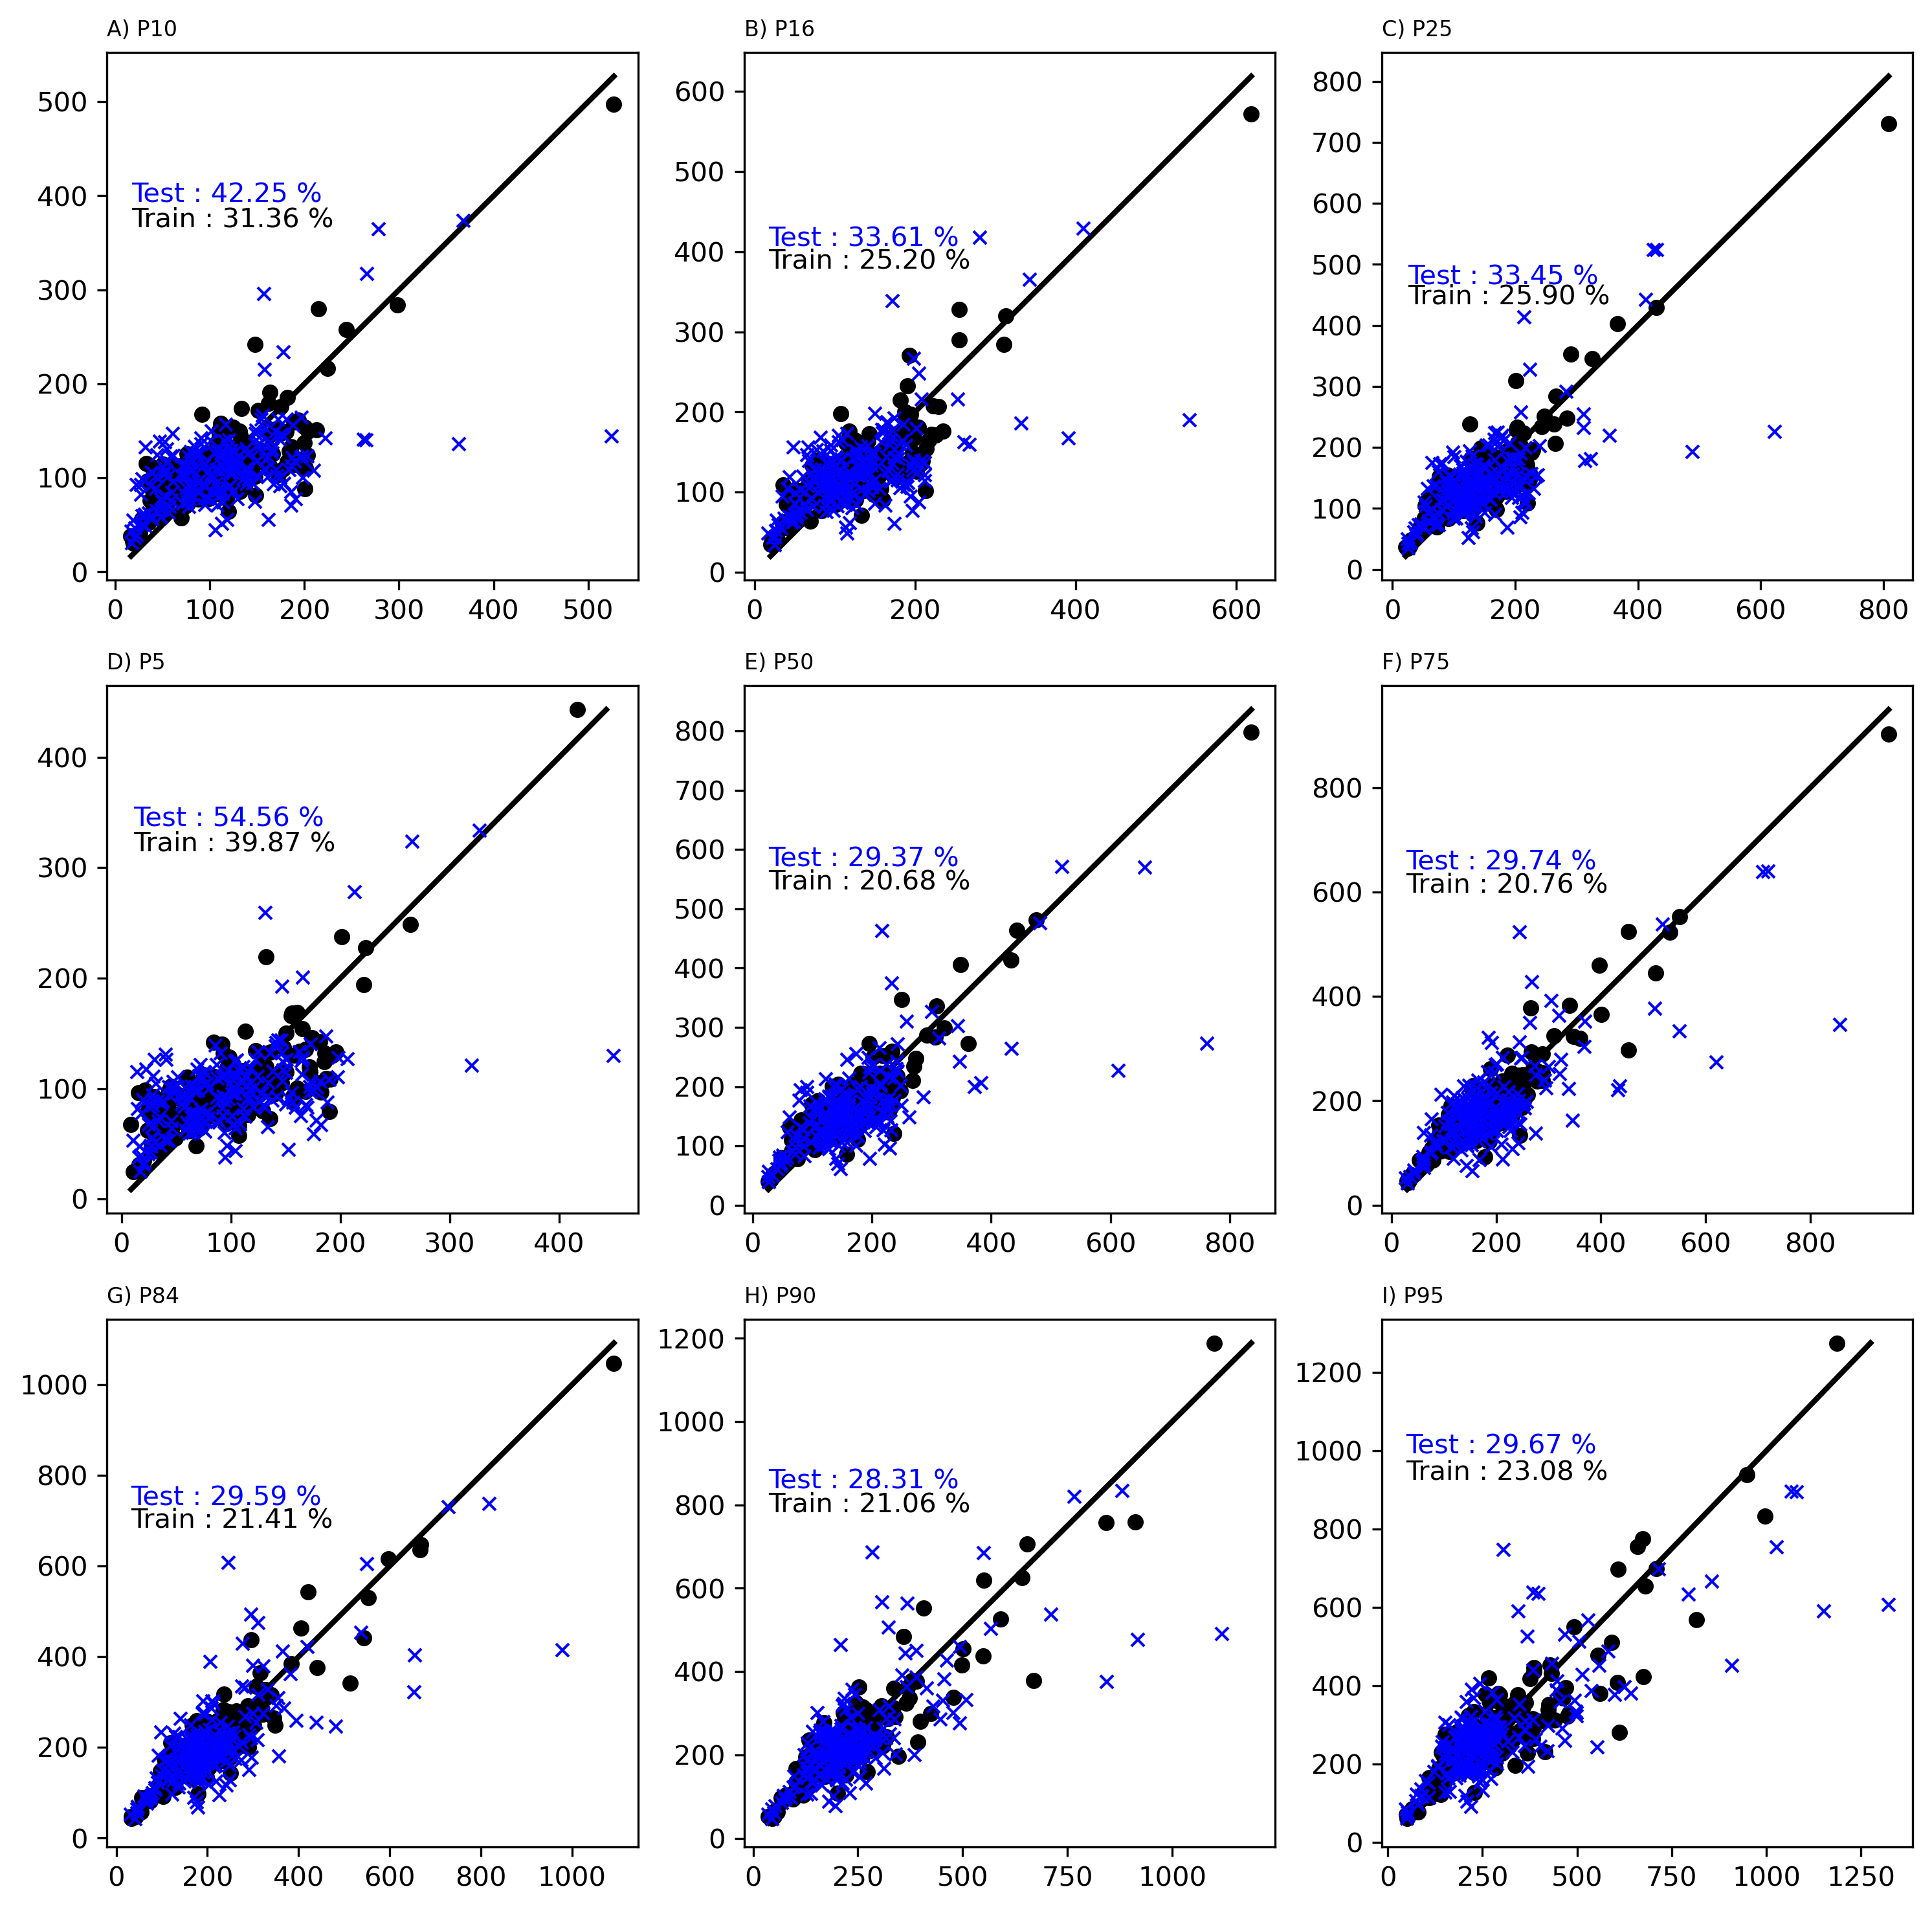 A) P10
500
400
300
200
100
0
Test : 42.25 %
Train : 31.36 %
0 100 200 300 400 500
B) P16
600
500
400
300
200
100
0
Test : 33.61 %
Train : 25.20 %
0 200 400 600
C) P25
800
700
600
500
400
300
200
100
0
Test : 33.45 %
Train : 25.90 %
0 200 400 600 800
D) P5
400
300
200
100
0
Test : 54.56 %
Train : 39.87 %
0 100 200 300 400
E) P50
800
700
600
500
400
300
200
100
0
Test : 29.37 %
Train : 20.68 %
0 200 400 600 800
F) P75
800
600
400
200
0
Test : 29.74 %
Train : 20.76 %
0 200 400 600 800
G) P84
1000
800
600
400
200
0
Test : 29.59 %
Train : 21.41 %
0 200 400 600 800 1000
H) P90
1200
1000
800
600
400
200
0
Test : 28.31 %
Train : 21.06 %
0 250 500 750 1000
I) P95
1200
1000
800
600
400
200
0
Test : 29.67 %
Train : 23.08 %
0 250 500 750 1000 1250